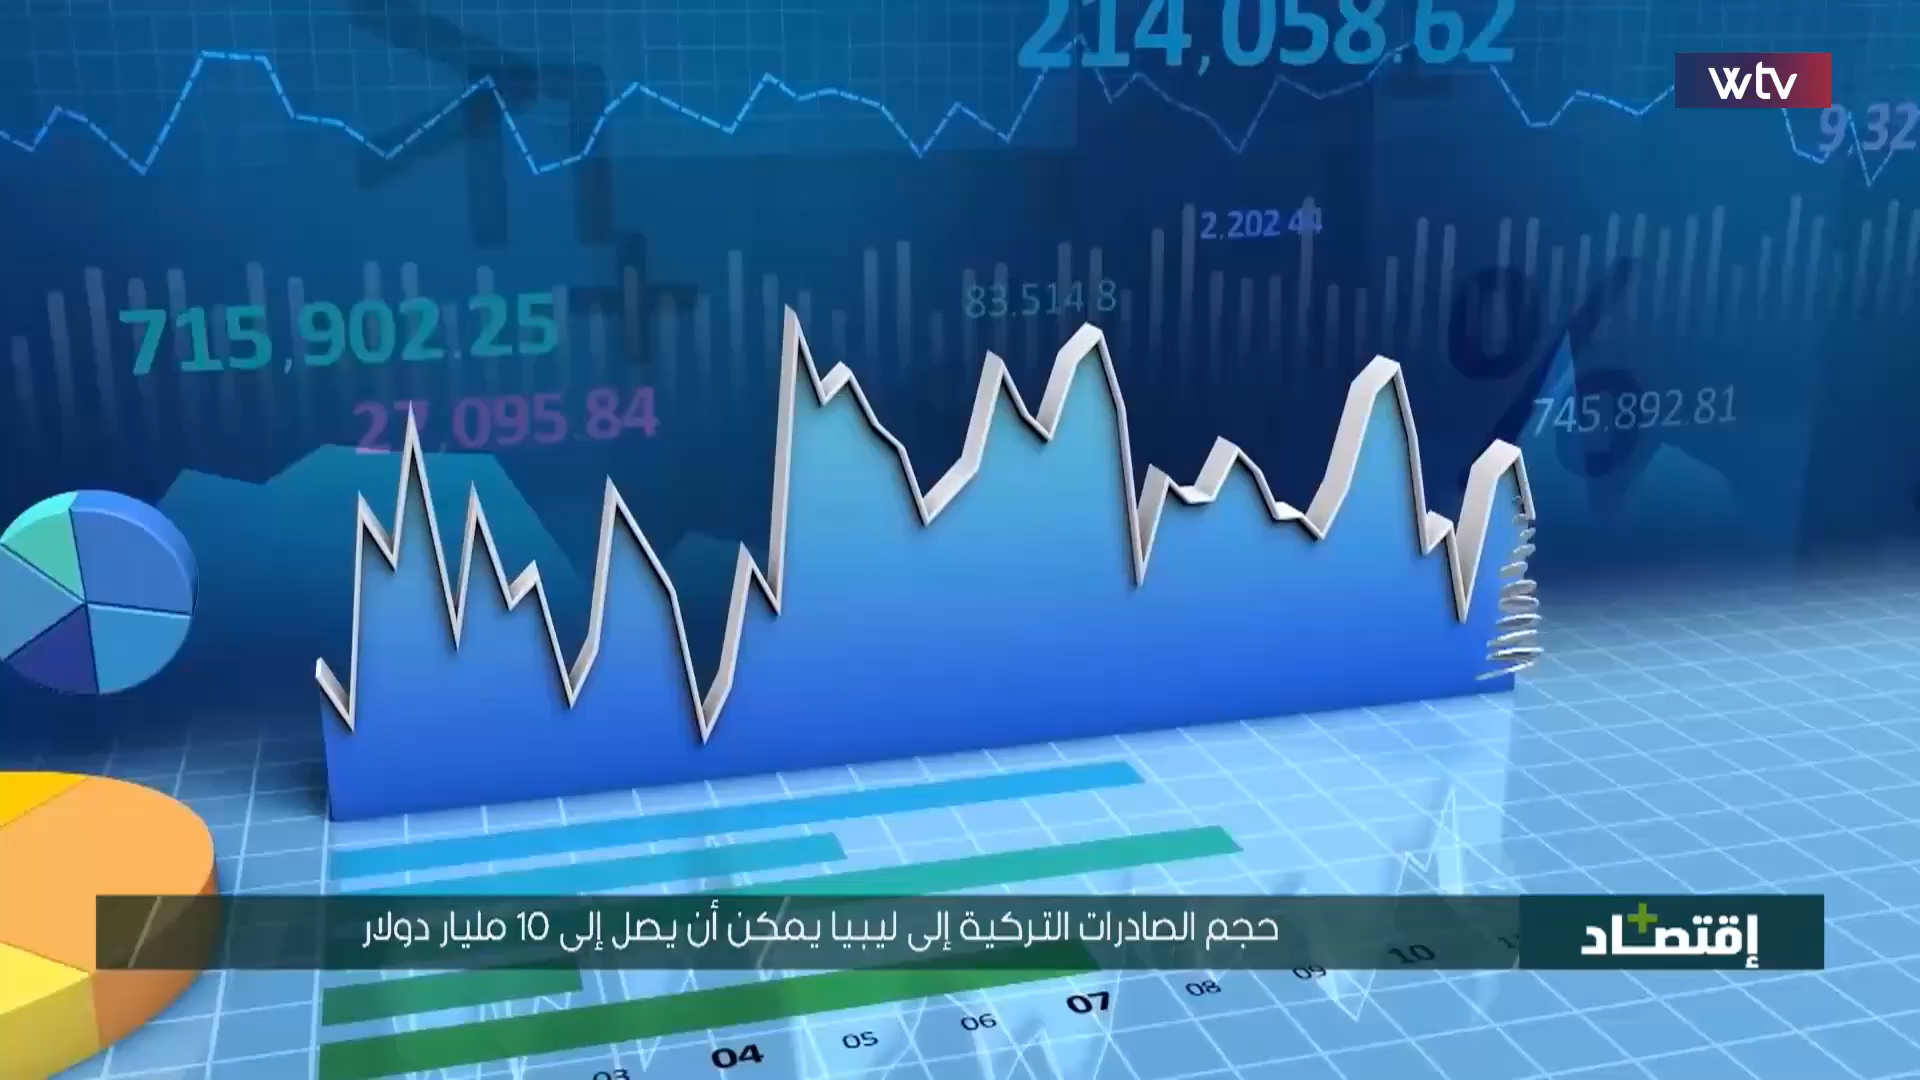 214,058.62
wtv
9,32
2,202.44
83,514.8
715,902.25
27,095.84
745,892.81
حجم الصادرات التركية إلى ليبيا يمكن أن يصل إلى 10 مليار دولار
إقتصاد+
03 04 05 06 07 08 09 10